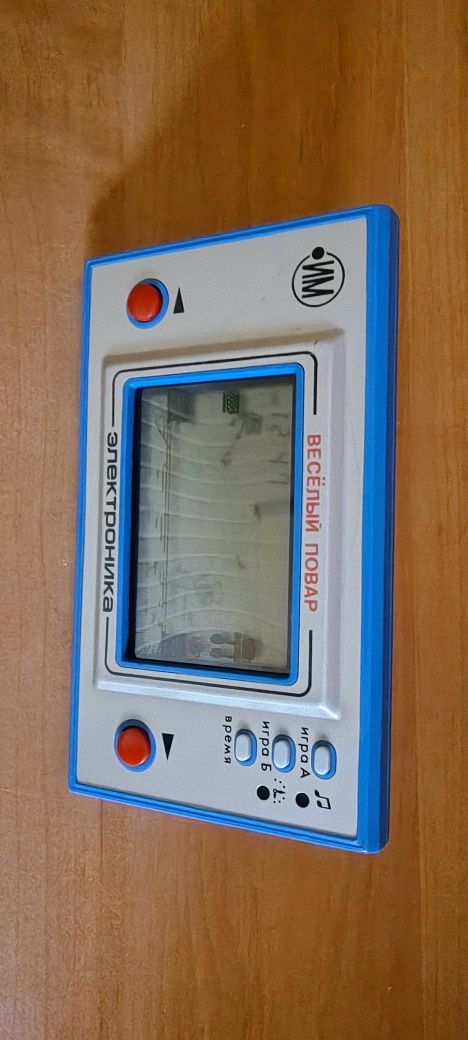 ИМ
ВЕСЁЛЫЙ ПОВАР
игра А
игра Б
время
электроника